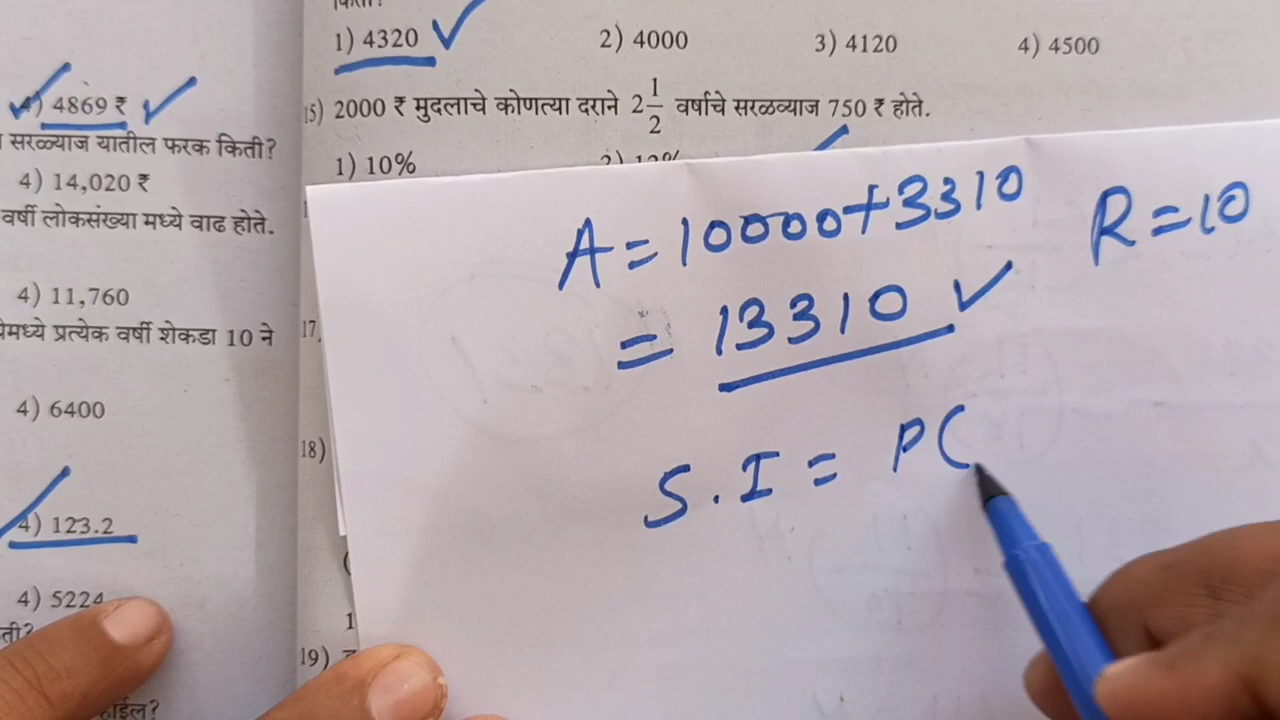 4) 4869 ₹
सरळव्याज यातील फरक किती?
4) 14,020 ₹
वर्षी लोकसंख्या मध्ये वाढ होते.
4) 11,760
प्रत्येक वर्षी शेकडा 10 ने
4) 6400
4) 123.2
4) 5224
किती?
1) 4320 2) 4000 3) 4120 4) 4500
15) 2000 ₹ मुदलाचे कोणत्या दराने 2 1/2 वर्षाचे सरळव्याज 750 ₹ होते.
1) 10%
17
18)
1
19)
A = 10000+3310 R = 10
= 13310
S.I = P(